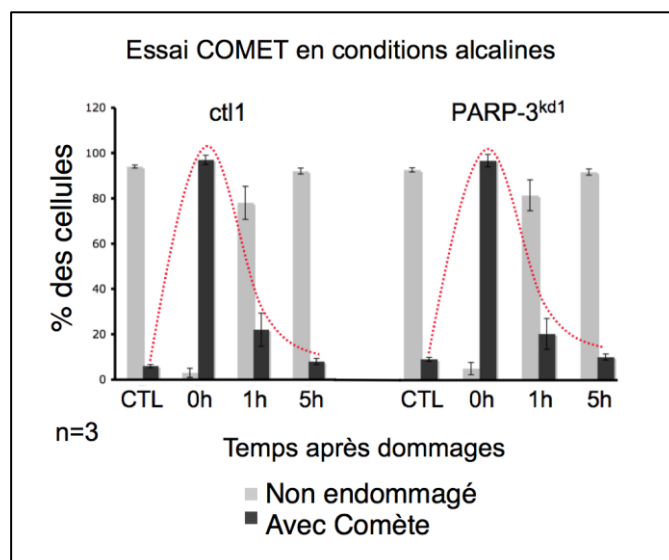 Essai COMET en conditions alcalines
ctl1 PARP-3kd1
120
100
80
60
40
20
0
% des cellules
CTL 0h 1h 5h CTL 0h 1h 5h
n=3
Temps après dommages
Non endommagé
Avec Comète